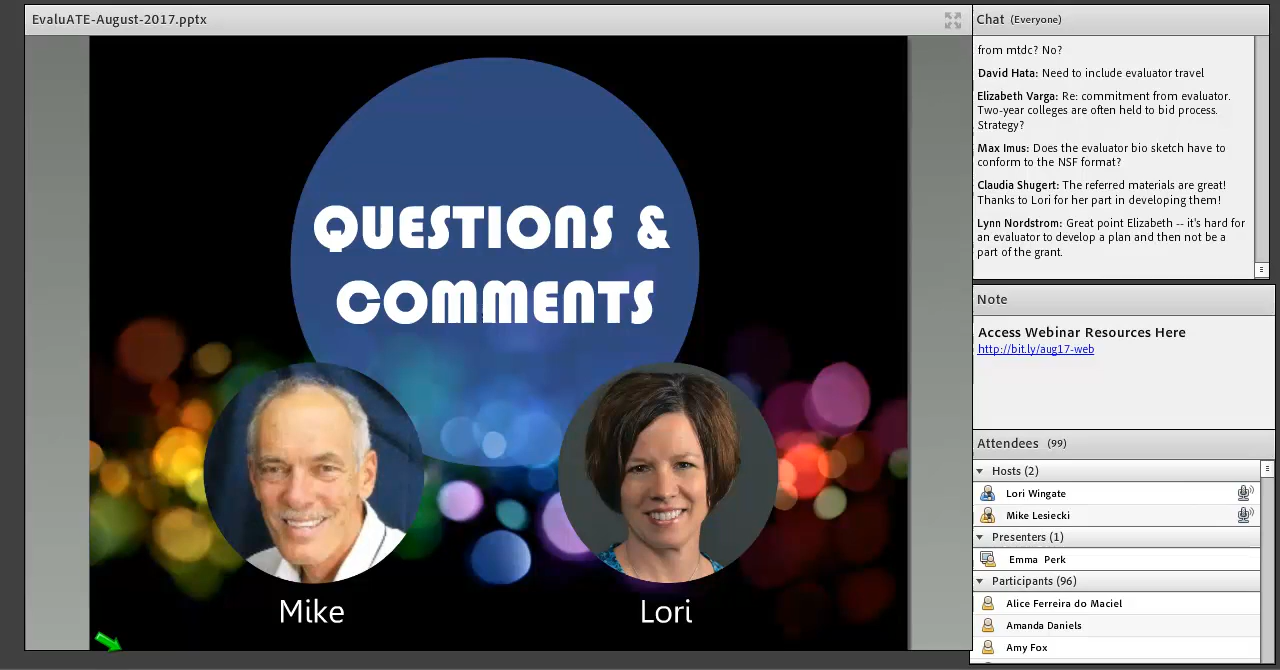 EvaluATE-August-2017.pptx
QUESTIONS &
COMMENTS
Mike
Lori
Chat (Everyone)
from mtdc? No?
David Hata: Need to include evaluator travel
Elizabeth Varga: Re: commitment from evaluator.
Two-year colleges are often held to bid process.
Strategy?
Max Imus: Does the evaluator bio sketch have to
conform to the NSF format?
Claudia Shugert: The referred materials are great!
Thanks to Lori for her part in developing them!
Lynn Nordstrom: Great point Elizabeth -- it's hard for
an evaluator to develop a plan and then not be a
part of the grant.
Note
Access Webinar Resources Here
http://bit.ly/aug17-web
Attendees (99)
Hosts (2)
Lori Wingate
Mike Lesiecki
Presenters (1)
Emma Perk
Participants (96)
Alice Ferreira do Maciel
Amanda Daniels
Amy Fox